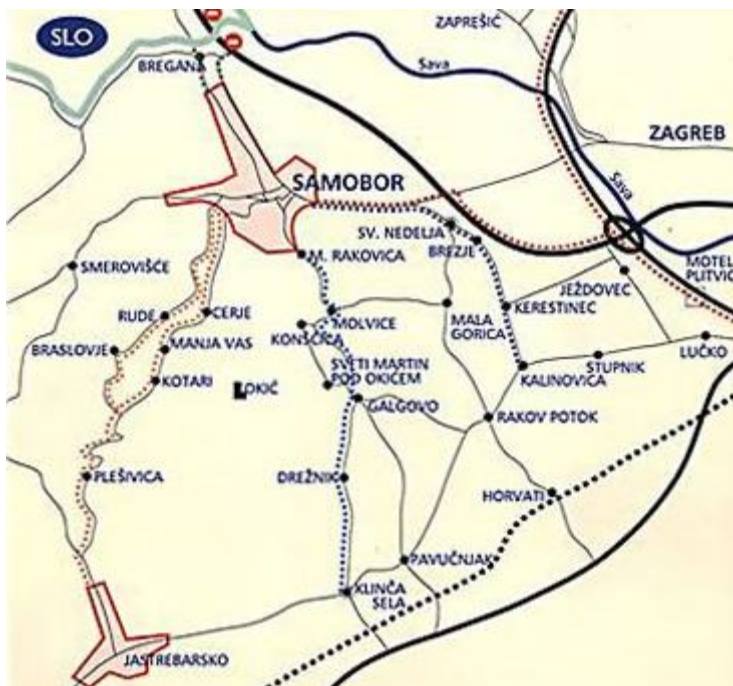 SLO
ZAPREŠIĆ
BREGANA
Sava
ZAGREB
SAMOBOR
Sava
SV. NEDELJA
BREZJE
M. RAKOVICA
MOTEL
PLITVIC
SMEROVIŠĆE
JEŽDOVEC
KERESTINEC
RUDE
CERJE
MOLVICE
MALA
GORICA
KONŠĆICA
BRASLOVJE
MANJA VAS
STUPNIK
LUČKO
SVETI MARTIN
POD OKIĆEM
KALINOVICA
KOTARI
OKIĆ
GALGOVO
RAKOV POTOK
PLEŠIVICA
DREŽNIK
HORVATI
PAVUČNJAK
KLINČA
SELA
JASTREBARSKO